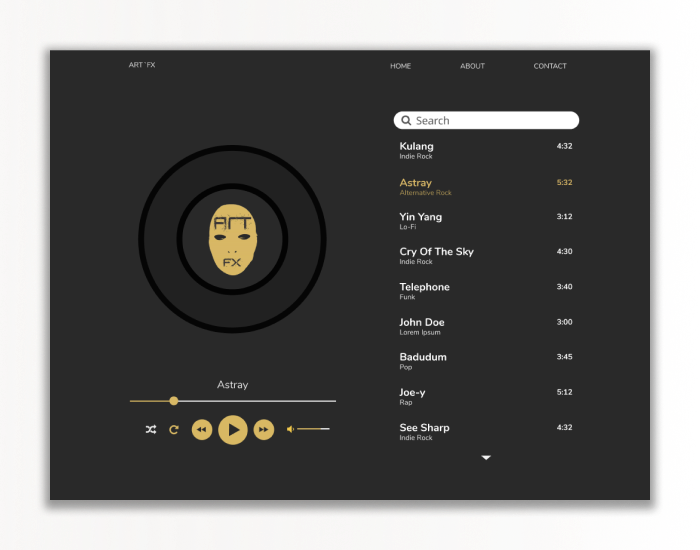 ART`FX
HOME ABOUT CONTACT
Search
Kulang 4:32
Indie Rock
Astray 5:32
Alternative Rock
Yin Yang 3:12
Lo-Fi
Cry Of The Sky 4:30
Indie Rock
Telephone 3:40
Funk
John Doe 3:00
Lorem Ipsum
Badudum 3:45
Pop
Joe-y 5:12
Rap
See Sharp 4:32
Indie Rock
ART
FX
Astray